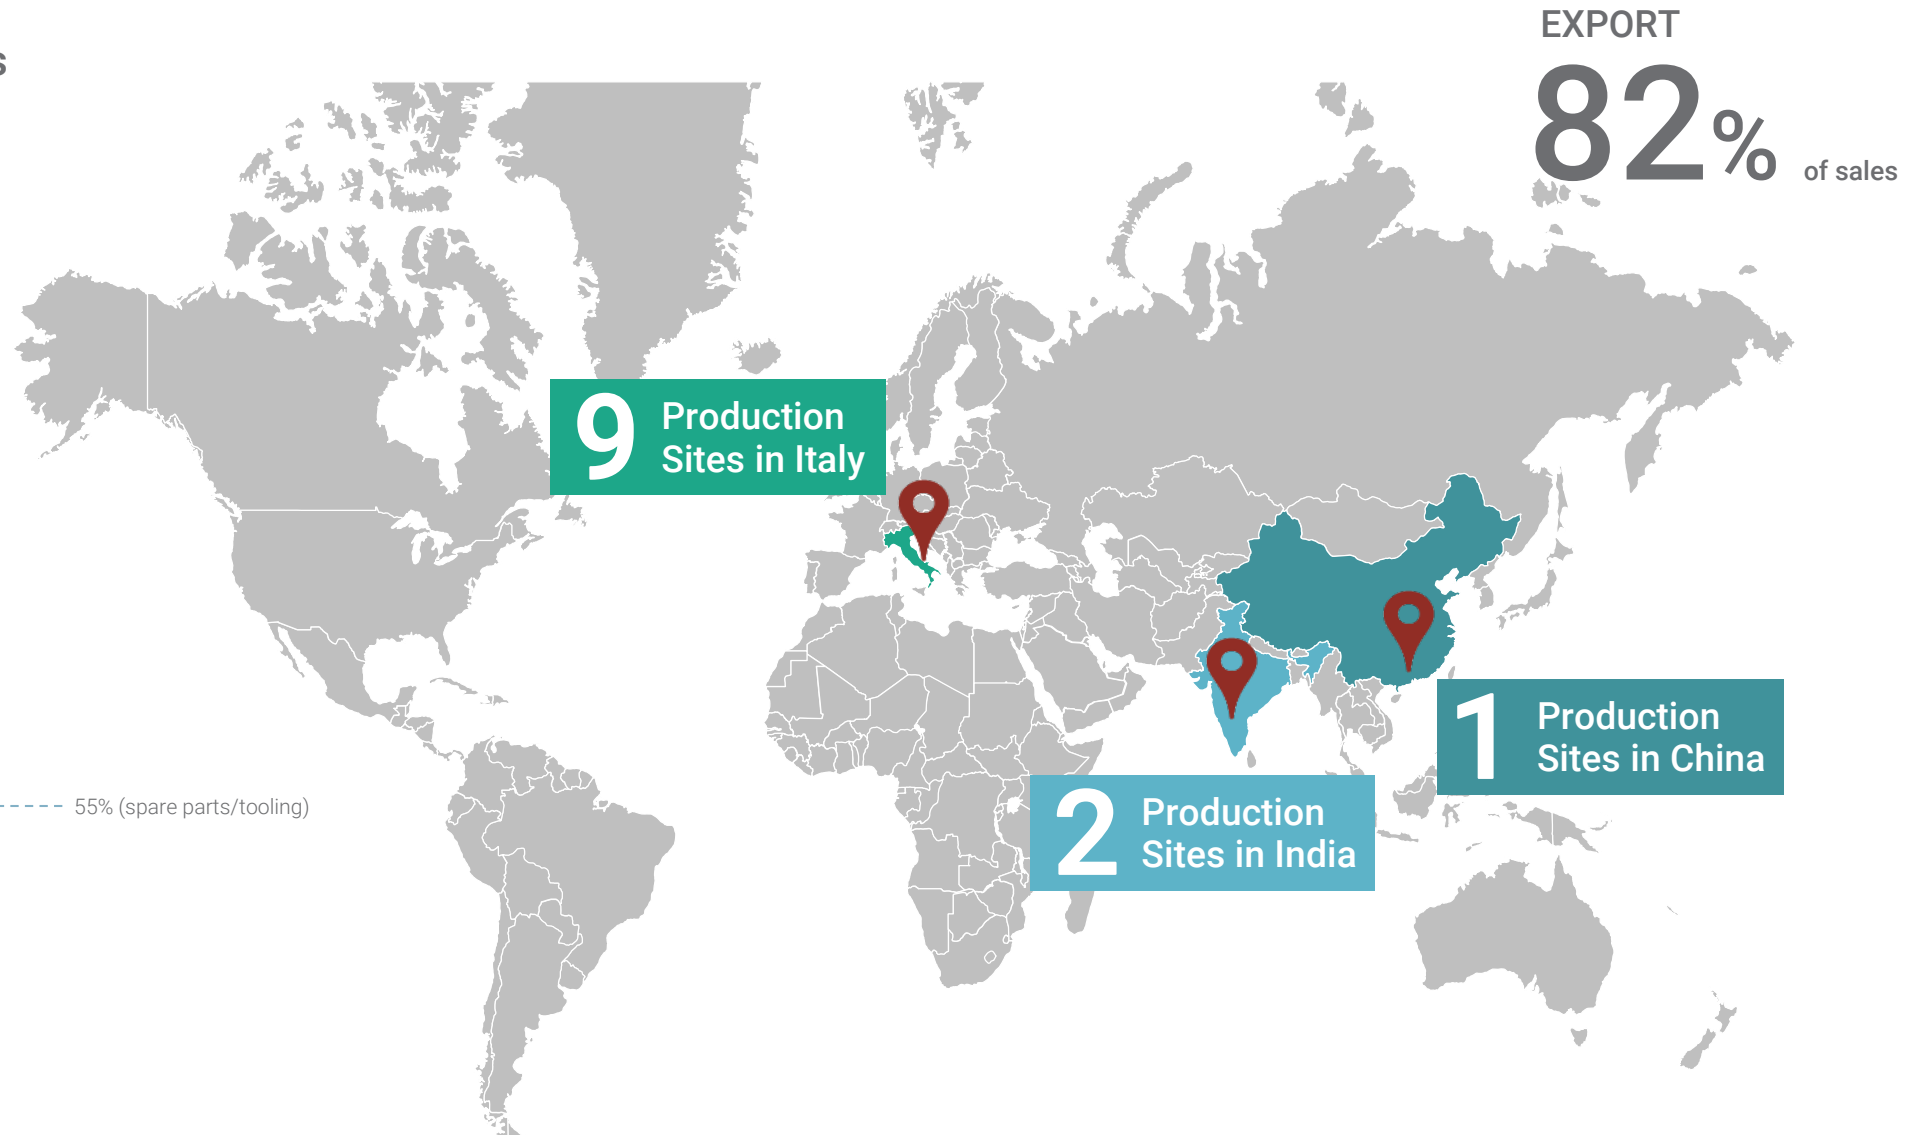 EXPORT
82% of sales
9 Production
Sites in Italy
1 Production
Sites in China
2 Production
Sites in India
55% (spare parts/tooling)